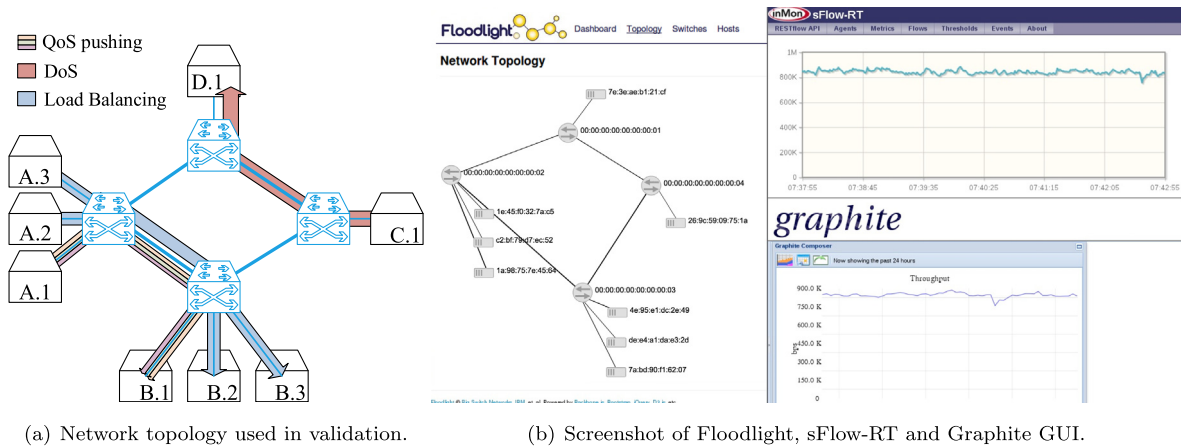 QoS pushing
DoS
Load Balancing
D.1
A.3
A.2
A.1
C.1
B.1
B.2
B.3
(a) Network topology used in validation.
Floodlight
Dashboard Topology Switches Hosts
Network Topology
7e:3e:ae:b1:21:cf
00:00:00:00:00:00:00:01
00:00:00:00:00:00:00:02
00:00:00:00:00:00:00:04
1e:45:f0:32:7a:c5
26:9c:59:09:75:1a
c2:bf:79:d7:ec:52
1a:98:75:7e:45:64
00:00:00:00:00:00:00:03
4e:95:e1:dc:2e:49
de:e4:a1:da:e3:2d
7a:bd:90:f1:62:07
inMon sFlow-RT
RESTflow API Agents Metrics Flows Thresholds Events About
1M
800K
600K
400K
200K
0
07:37:55 07:38:45 07:39:35 07:40:25 07:41:15 07:42:05 07:42:55
graphite
Graphite Composer
Now showing the past 24 hours
Throughput
900.0 K
750.0 K
600.0 K
450.0 K
300.0 K
150.0 K
0
bps
(b) Screenshot of Floodlight, sFlow-RT and Graphite GUI.